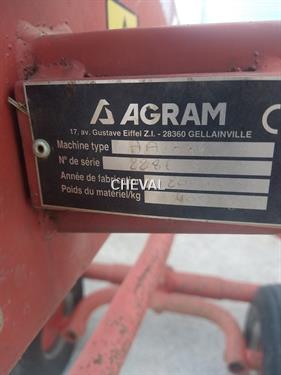 AGRAM
17. av. Gustave Eiffel Z.I. - 28360 GELLAINVILLE
Machine type
N° de série
Année de fabrication
CHEVAL
Poids du matériel/kg